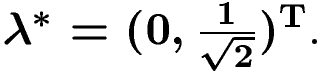 λ* = (0, 1/√2)ᵀ.